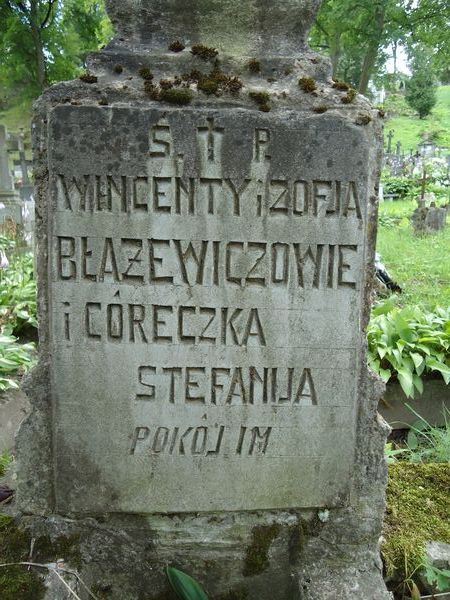 Ś. † P.
WINCENTY i ZOFJA
BŁAŻEWICZOWIE
i CÓRECZKA
STEFANIJA
POKÓJ IM